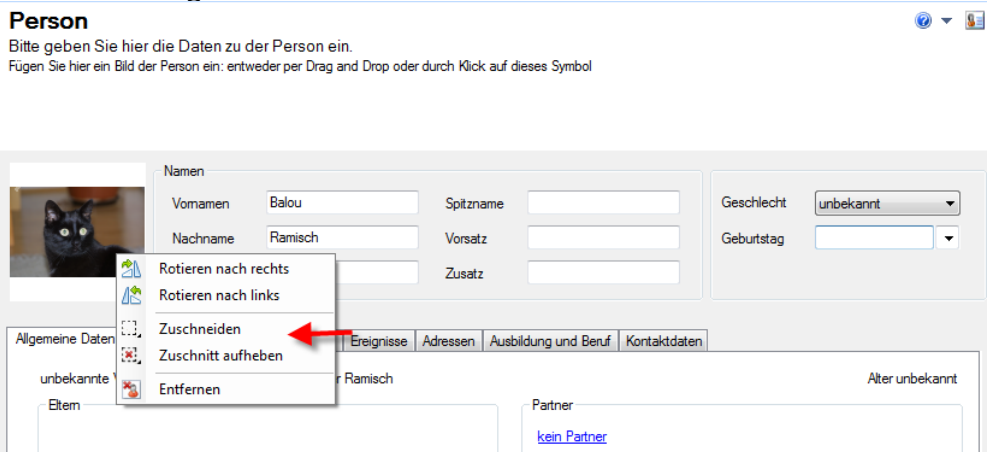 Person
Bitte geben Sie hier die Daten zu der Person ein.
Fügen Sie hier ein Bild der Person ein: entweder per Drag and Drop oder durch Klick auf dieses Symbol
Namen
Vornamen Balou Spitzname Geschlecht unbekannt
Nachname Ramisch Vorsatz Geburtstag
Zusatz
Rotieren nach rechts
Rotieren nach links
Zuschneiden
Zuschnitt aufheben
Entfernen
Allgemeine Daten Ereignisse Adressen Ausbildung und Beruf Kontaktdaten
unbekannte Ramisch Alter unbekannt
Eltern Partner
kein Partner